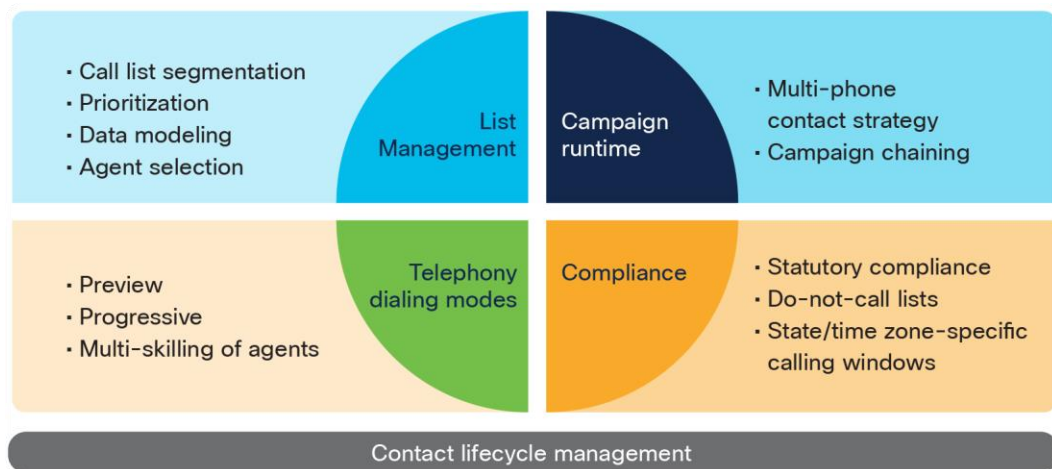 · Call list segmentation
· Prioritization
· Data modeling
· Agent selection
List
Management
Campaign
runtime
· Multi-phone
contact strategy
· Campaign chaining
· Preview
· Progressive
· Multi-skilling of agents
Telephony
dialing modes
Compliance
· Statutory compliance
· Do-not-call lists
· State/time zone-specific
calling windows
Contact lifecycle management